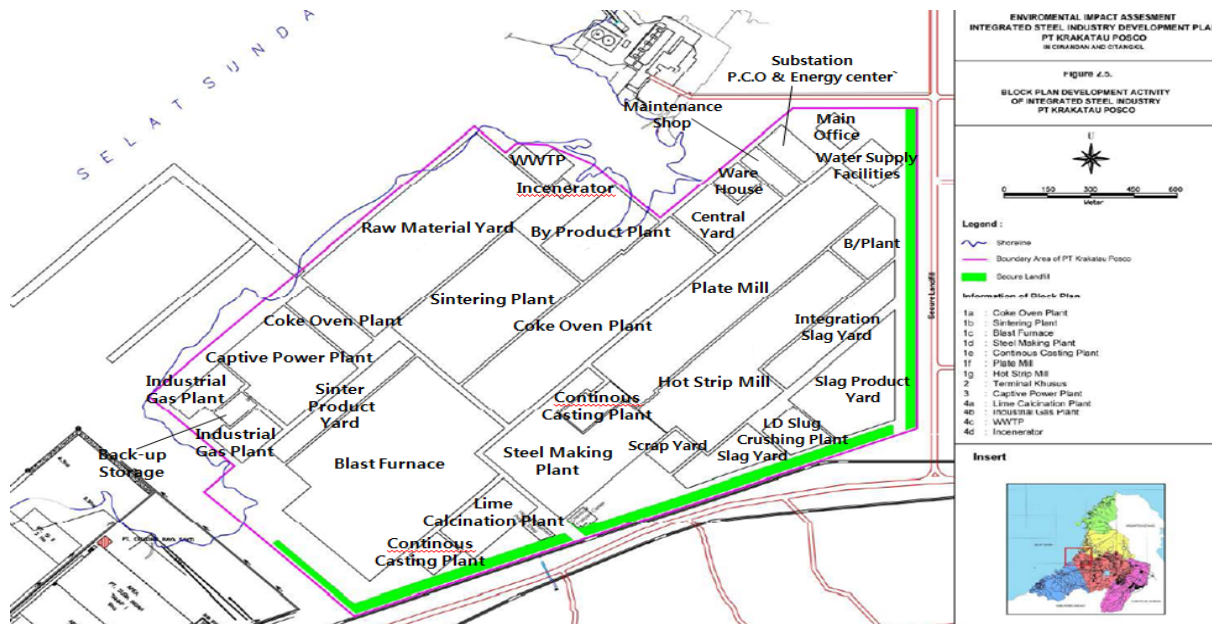 SELAT SUNDA
Substation
P.C.O & Energy center`
Maintenance
Shop
Main
Office
WWTP
Incenerator
Ware
House
Water Supply
Facilities
Raw Material Yard
By Product Plant
Central
Yard
B/Plant
Sintering Plant
Plate Mill
Coke Oven Plant
Coke Oven Plant
Integration
Slag Yard
Captive Power Plant
Industrial
Gas Plant
Sinter
Product
Yard
Continous
Casting Plant
Hot Strip Mill
Slag Product
Yard
Industrial
Gas Plant
Back-up
Storage
LD Slug
Crushing Plant
Scrap Yard
Slag Yard
Blast Furnace
Steel Making
Plant
Lime
Calcination Plant
Continous
Casting Plant
Secure Landfill
ENVIROMENTAL IMPACT ASSESMENT
INTEGRATED STEEL INDUSTRY DEVELOPMENT PLAN
PT KRAKATAU POSCO
Figure 2.5.
BLOCK PLAN DEVELOPMENT ACTIVITY
OF INTEGRATED STEEL INDUSTRY
PT KRAKATAU POSCO
U
0 150 300 450 600
Meter
Legend :
Shoreline
Boundary Area of PT Krakatau Posco
Secure Landfill
Information of Block Plan
1a : Coke Oven Plant
1b : Sintering Plant
1c : Blast Furnace
1d : Steel Making Plant
1e : Continous Casting Plant
1f : Plate Mill
1g : Hot Strip Mill
2 : Terminal Khusus
3 : Captive Power Plant
4a : Lime Calcination Plant
4b : Industrial Gas Plant
4c : WWTP
4d : Incenerator
Insert